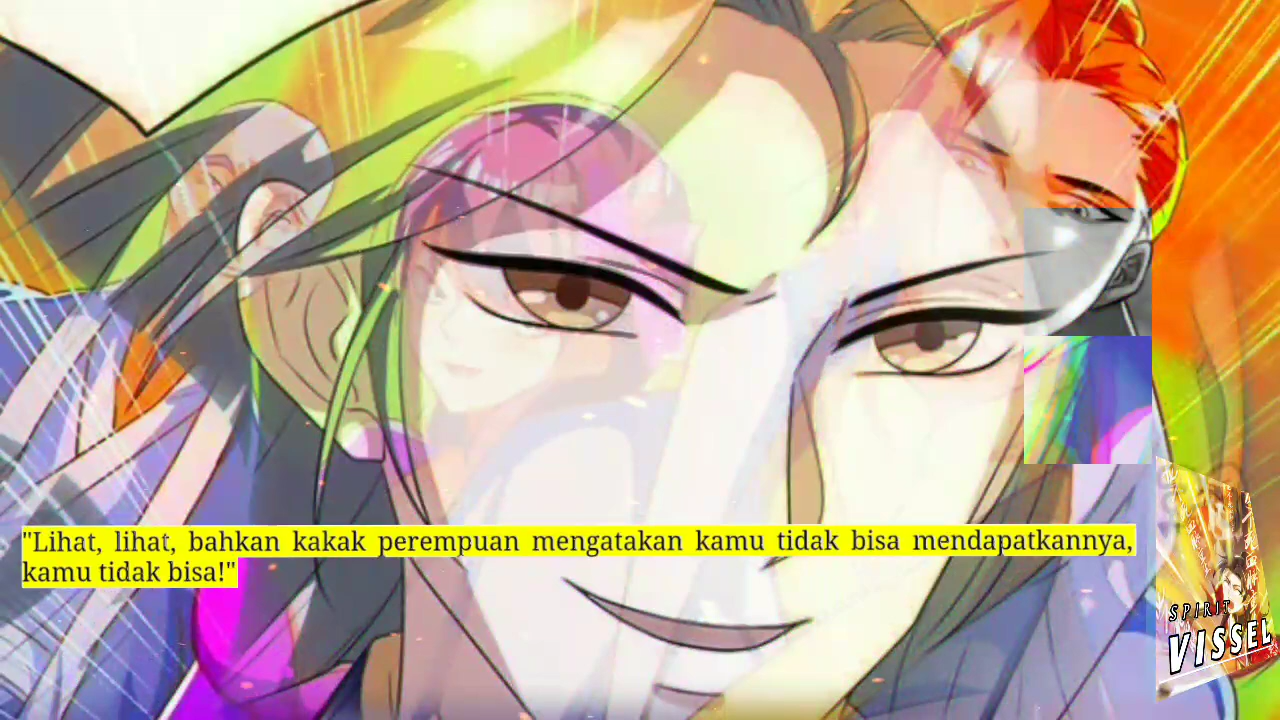 "Lihat, lihat, bahkan kakak perempuan mengatakan kamu tidak bisa mendapatkannya,
kamu tidak bisa!"
SPIRIT
VISSEL